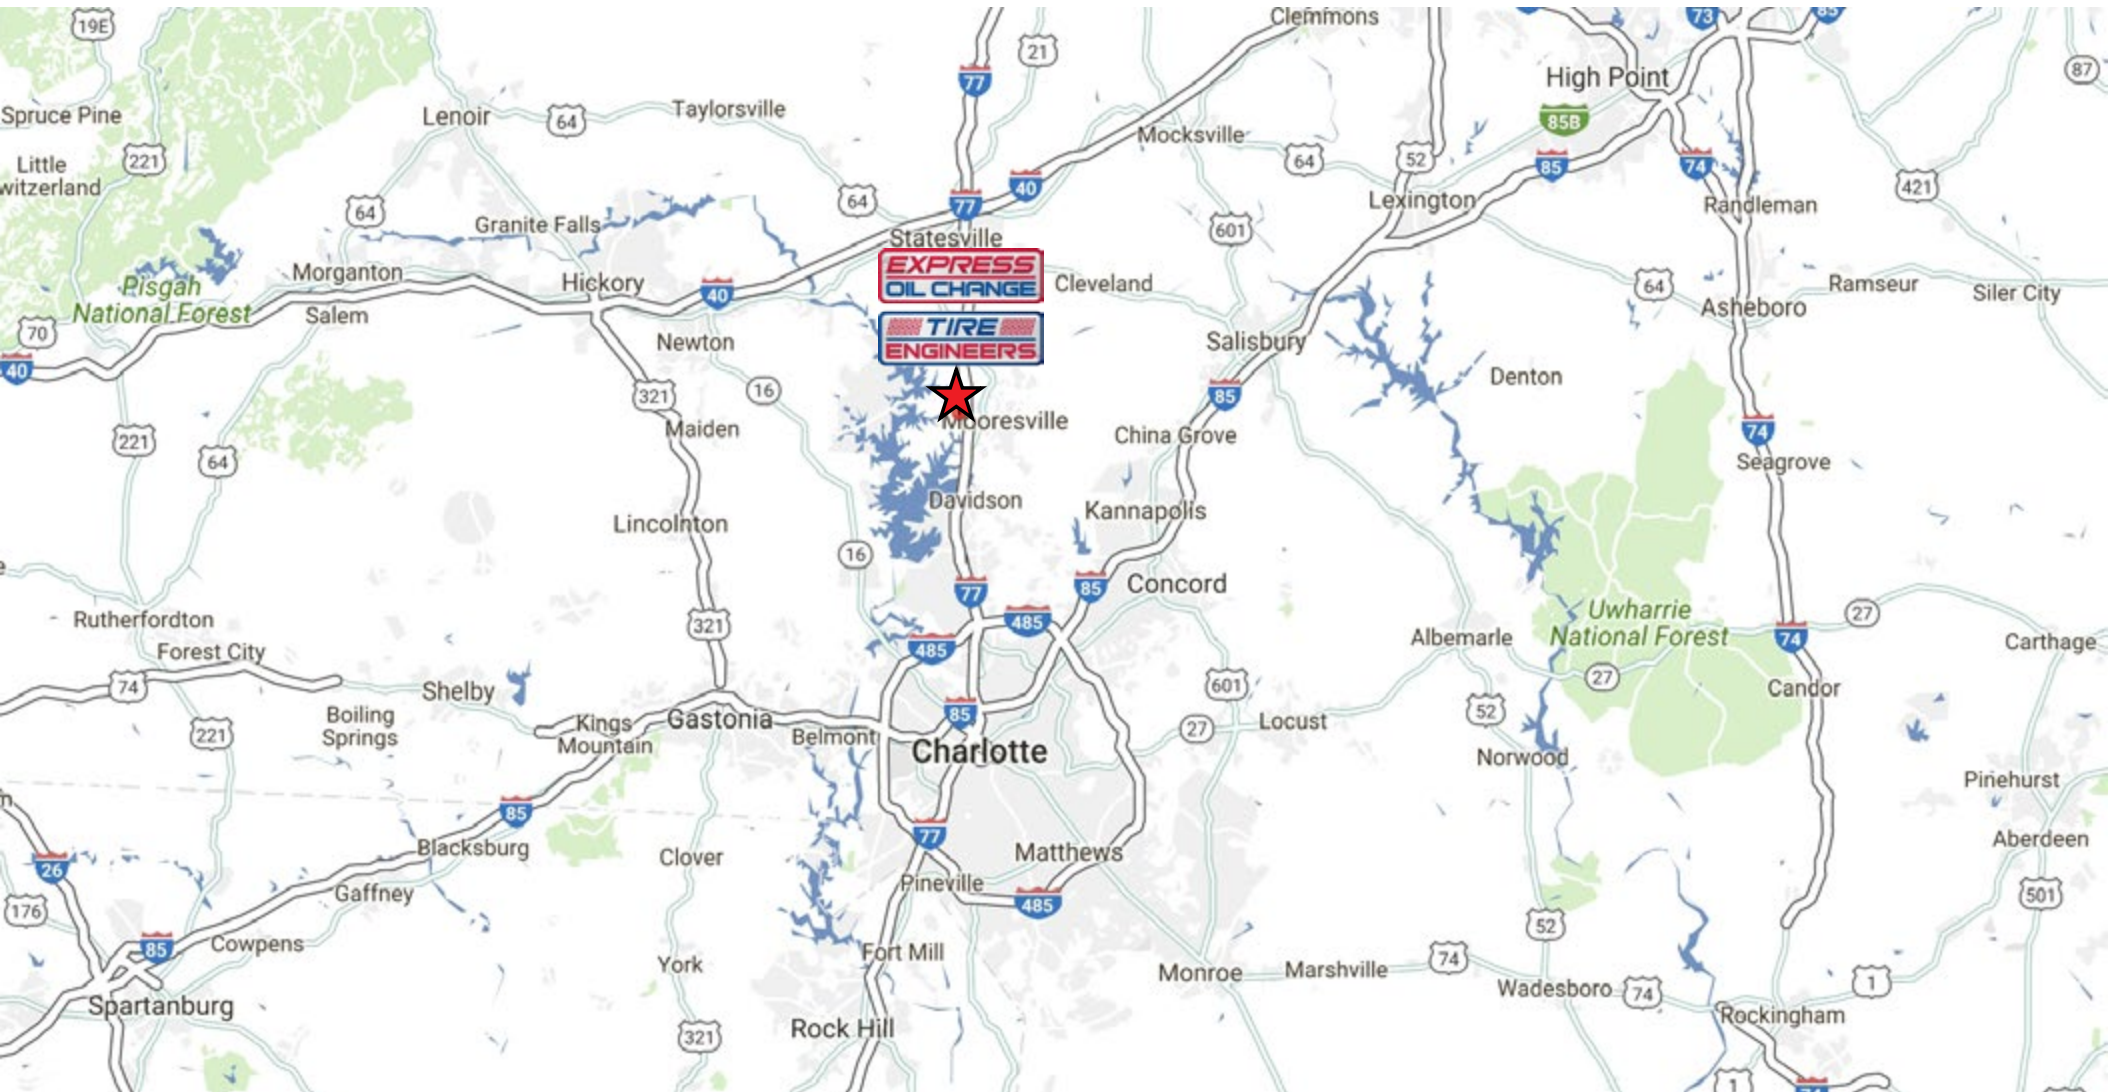 19E
77
21
Clemmons
73
85
High Point
87
Spruce Pine
Lenoir
64
Taylorsville
85B
Mocksville
Little
witzerland
221
64
52
85
74
421
64
64
77
40
Lexington
Randleman
Granite Falls
Statesville
601
Pisgah
National Forest
Morganton
Hickory
40
EXPRESS
OIL CHANGE
Cleveland
64
Ramseur
Siler City
Salem
Asheboro
70
40
Newton
TIRE
ENGINEERS
Salisbury
321
16
85
Denton
Mooresville
221
64
Maiden
China Grove
74
Seagrove
Lincolnton
Davidson
Kannapolis
16
77
85
Concord
Rutherfordton
321
485
485
Uwharrie
National Forest
27
Albemarle
74
Carthage
Forest City
74
Shelby
601
27
Candor
Boiling
Springs
221
Kings
Mountain
Gastonia
Belmont
85
Charlotte
27
Locust
52
Norwood
Pinehurst
85
77
Blacksburg
Clover
Matthews
Aberdeen
26
Gaffney
Pineville
485
501
176
85
Cowpens
52
York
Fort Mill
Monroe
Marshville
74
Wadesboro
74
1
Spartanburg
321
Rock Hill
Rockingham
1
74